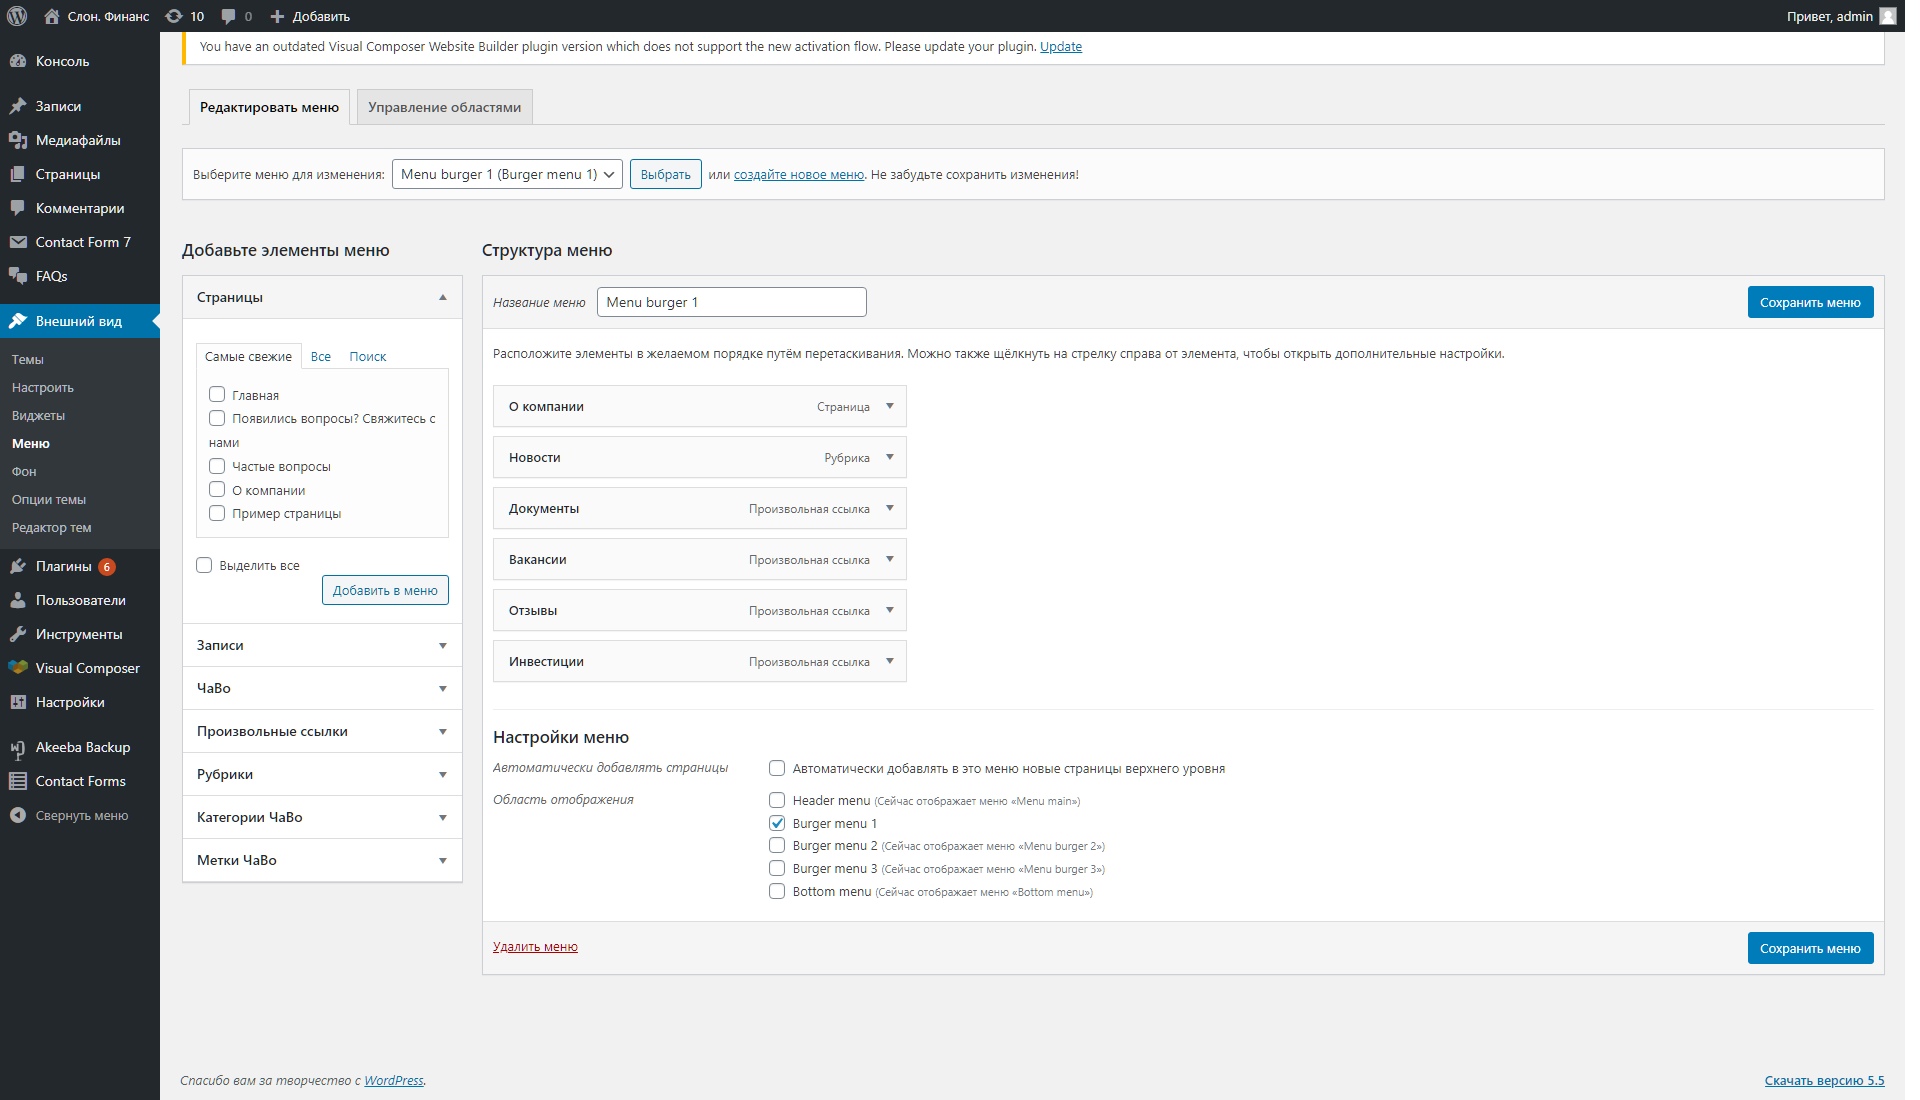 Слон. Финанс 10 0 Добавить Привет, admin
Консоль
Записи
Медиафайлы
Страницы
Комментарии
Contact Form 7
FAQs
Внешний вид
Темы
Настроить
Виджеты
Меню
Фон
Опции темы
Редактор тем
Плагины 6
Пользователи
Инструменты
Visual Composer
Настройки
Akeeba Backup
Contact Forms
Свернуть меню
You have an outdated Visual Composer Website Builder plugin version which does not support the new activation flow. Please update your plugin. Update
Редактировать меню Управление областями
Выберите меню для изменения: Menu burger 1 (Burger menu 1) Выбрать или создайте новое меню. Не забудьте сохранить изменения!
Добавьте элементы меню
Страницы
Самые свежие Все Поиск
Главная
Появились вопросы? Свяжитесь с
нами
Частые вопросы
О компании
Пример страницы
Выделить все
Добавить в меню
Записи
ЧаВо
Произвольные ссылки
Рубрики
Категории ЧаВо
Метки ЧаВо
Структура меню
Название меню Menu burger 1 Сохранить меню
Расположите элементы в желаемом порядке путём перетаскивания. Можно также щёлкнуть на стрелку справа от элемента, чтобы открыть дополнительные настройки.
О компании Страница
Новости Рубрика
Документы Произвольная ссылка
Вакансии Произвольная ссылка
Отзывы Произвольная ссылка
Инвестиции Произвольная ссылка
Настройки меню
Автоматически добавлять страницы Автоматически добавлять в это меню новые страницы верхнего уровня
Область отображения Header menu (Сейчас отображает меню «Menu main»)
Burger menu 1
Burger menu 2 (Сейчас отображает меню «Menu burger 2»)
Burger menu 3 (Сейчас отображает меню «Menu burger 3»)
Bottom menu (Сейчас отображает меню «Bottom menu»)
Удалить меню Сохранить меню
Спасибо вам за творчество с WordPress. Скачать версию 5.5